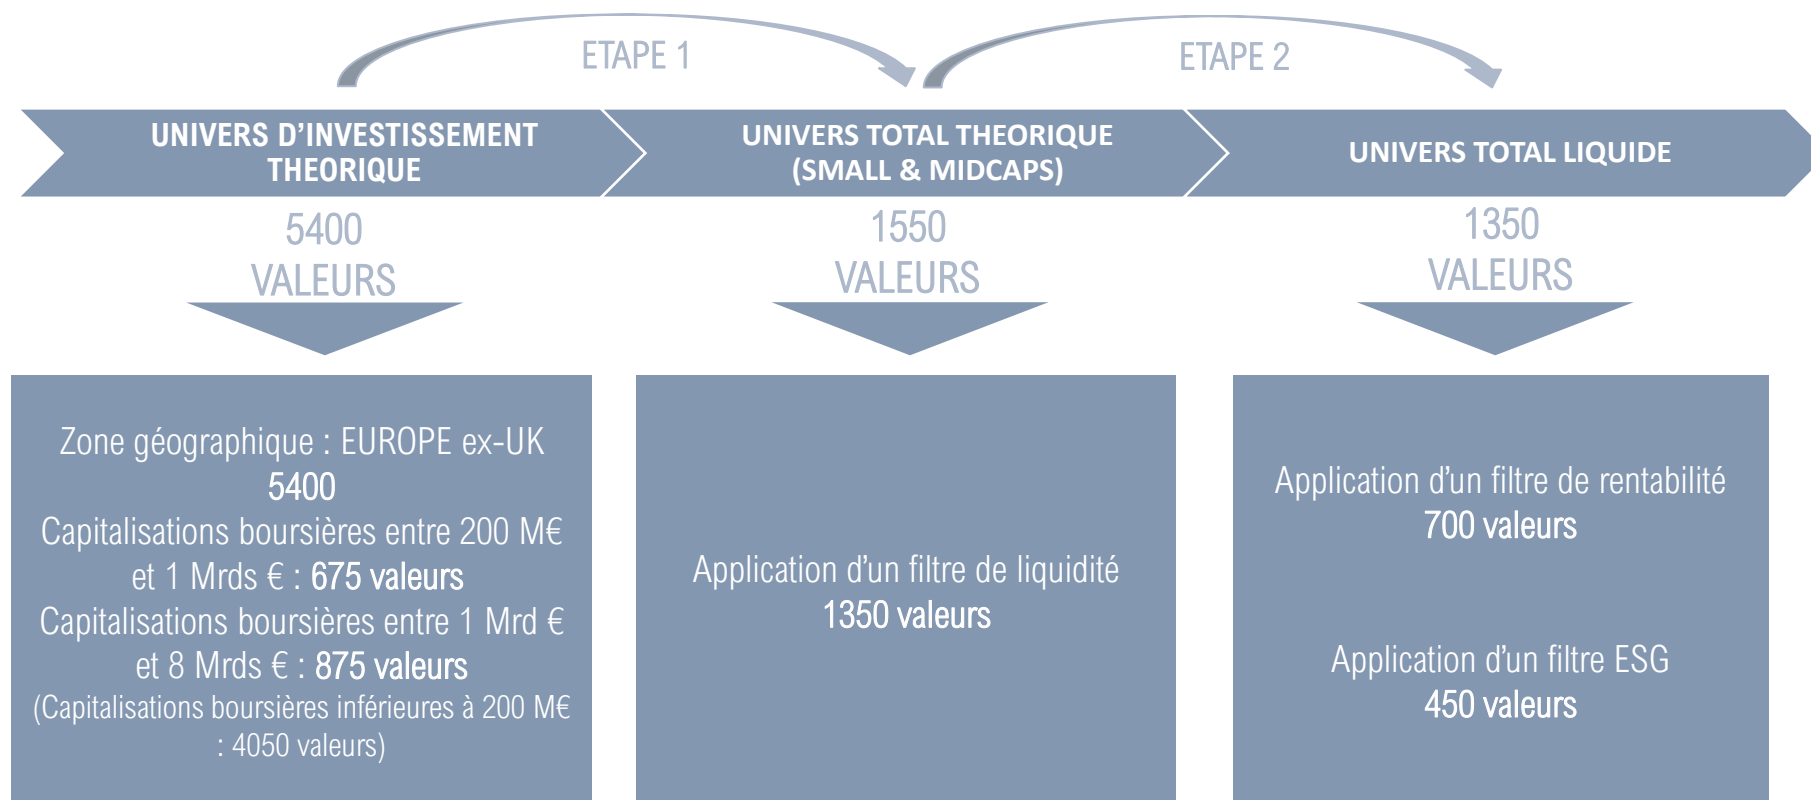 ETAPE 1
ETAPE 2
UNIVERS D’INVESTISSEMENT
THEORIQUE
UNIVERS TOTAL THEORIQUE
(SMALL & MIDCAPS)
UNIVERS TOTAL LIQUIDE
5400
VALEURS
1550
VALEURS
1350
VALEURS
Zone géographique : EUROPE ex-UK
5400
Capitalisations boursières entre 200 M€
et 1 Mrds € : 675 valeurs
Capitalisations boursières entre 1 Mrd €
et 8 Mrds € : 875 valeurs
(Capitalisations boursières inférieures à 200 M€
: 4050 valeurs)
Application d’un filtre de liquidité
1350 valeurs
Application d’un filtre de rentabilité
700 valeurs
Application d’un filtre ESG
450 valeurs